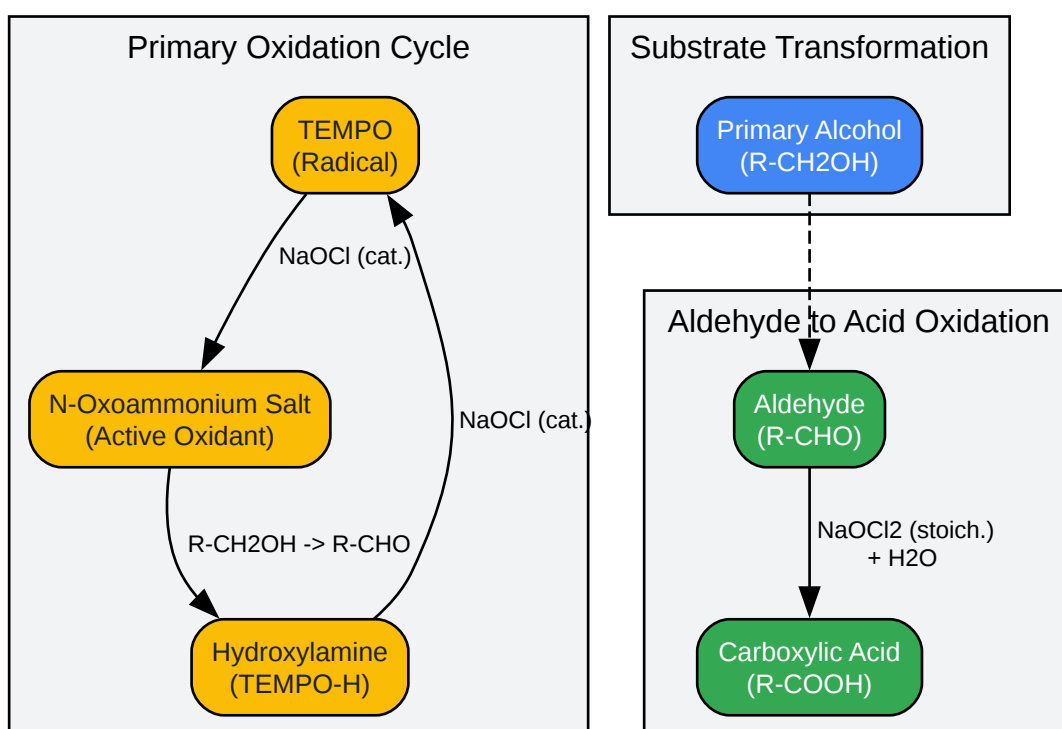 Primary Oxidation Cycle
TEMPO
(Radical)
NaOCl (cat.)
N-Oxoammonium Salt
(Active Oxidant)
NaOCl (cat.)
R-CH2OH -> R-CHO
Hydroxylamine
(TEMPO-H)
Substrate Transformation
Primary Alcohol
(R-CH2OH)
Aldehyde to Acid Oxidation
Aldehyde
(R-CHO)
NaOCl2 (stoich.)
+ H2O
Carboxylic Acid
(R-COOH)